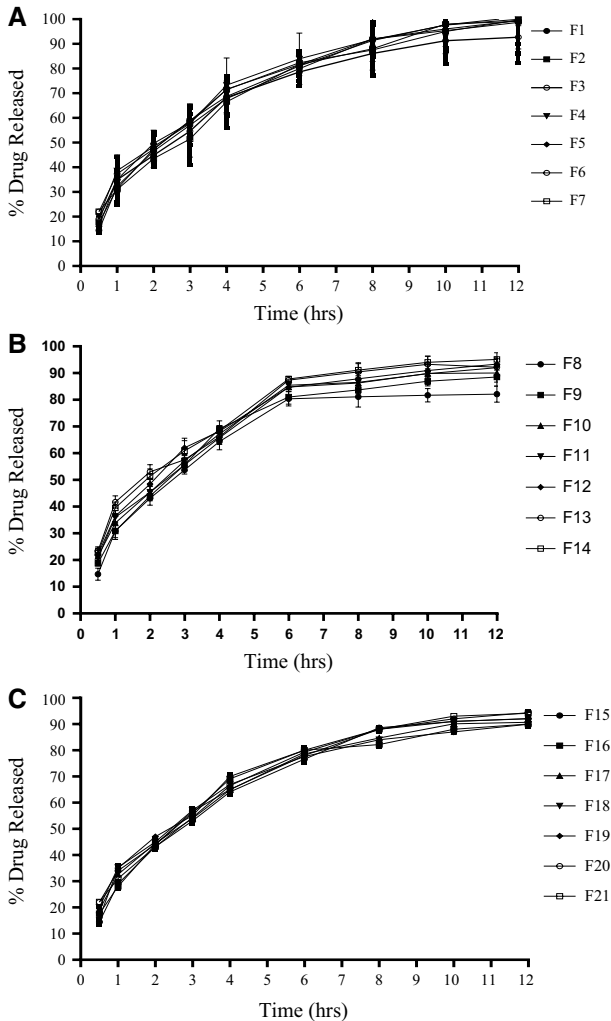 A
100
90
80
70
60
50
40
30
20
10
0
% Drug Released
0 1 2 3 4 5 6 7 8 9 10 11 12
Time (hrs)
F1
F2
F3
F4
F5
F6
F7
B
100
90
80
70
60
50
40
30
20
10
0
% Drug Released
0 1 2 3 4 5 6 7 8 9 10 11 12
Time (hrs)
F8
F9
F10
F11
F12
F13
F14
C
100
90
80
70
60
50
40
30
20
10
0
% Drug Released
0 1 2 3 4 5 6 7 8 9 10 11 12
Time (hrs)
F15
F16
F17
F18
F19
F20
F21